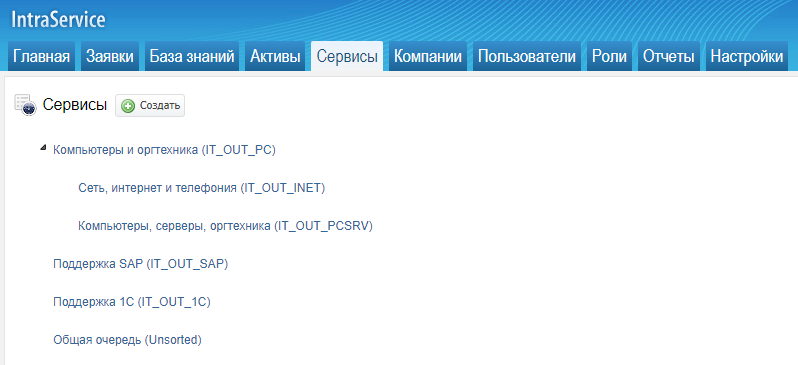 IntraService
Главная Заявки База знаний Активы Сервисы Компании Пользователи Роли Отчеты Настройки
Сервисы Создать
Компьютеры и оргтехника (IT_OUT_PC)
Сеть, интернет и телефония (IT_OUT_INET)
Компьютеры, серверы, оргтехника (IT_OUT_PCSRV)
Поддержка SAP (IT_OUT_SAP)
Поддержка 1С (IT_OUT_1C)
Общая очередь (Unsorted)